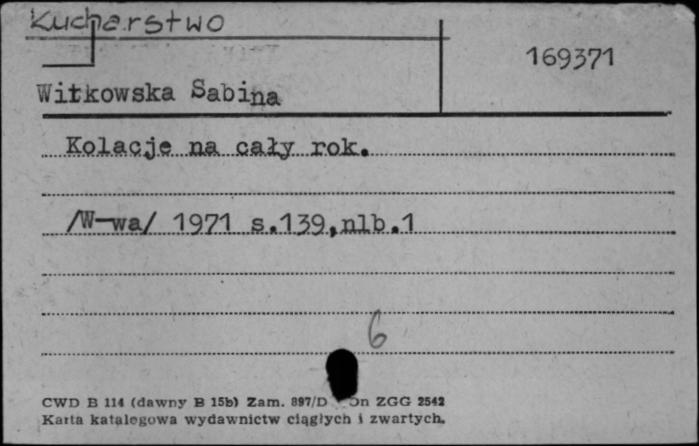 Kucharstwo
169371
Witkowska Sabina
Kolacje na cały rok.
/W-wa/ 1971 s.139,nlb.1
6
CWD B 114 (dawny B 15b) Zam. 897/D On ZGG 2542
Karta katalogowa wydawnictw ciągłych i zwartych.